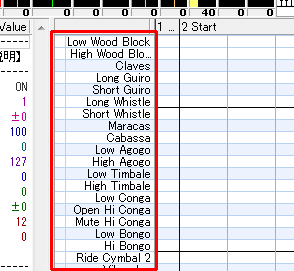 0 0 0 0 0 40 0
Value 1 ... 2 Start
Low Wood Block
High Wood Blo...
Claves
Long Guiro
Short Guiro
Long Whistle
Short Whistle
Maracas
Cabassa
Low Agogo
High Agogo
Low Timbale
High Timbale
Low Conga
Open Hi Conga
Mute Hi Conga
Low Bongo
Hi Bongo
Ride Cymbal 2
明】
ON
1
±0
100
0
127
0
0
±0
12
0